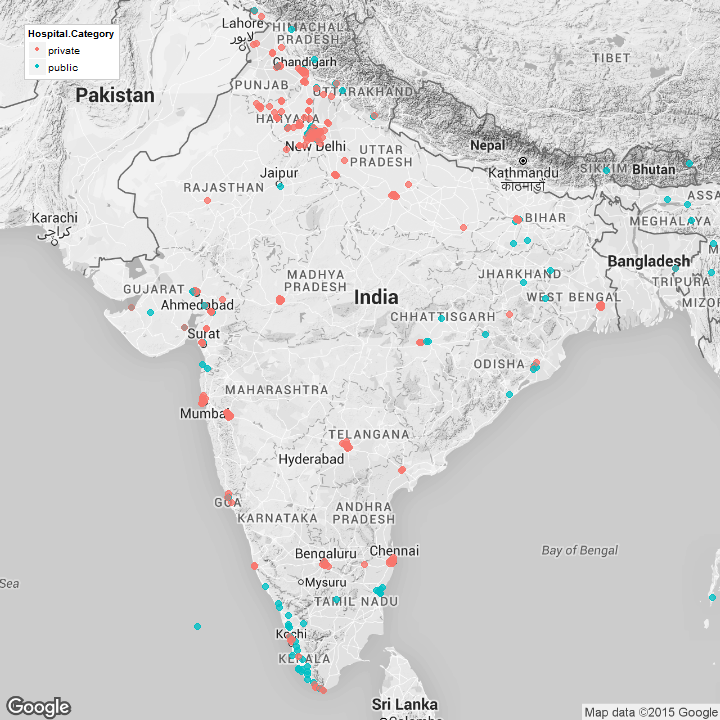 Lahore
لاہور
HIMACHAL
PRADESH
Hospital.Category
private
public
Chandigarh
TIBET
PUNJAB
UTTARAKHAND
Pakistan
HARYANA
New Delhi
Nepal
UTTAR
PRADESH
Jaipur
Kathmandu
काठमाडौँ
SIKKIM
Bhutan
RAJASTHAN
ASSA
Karachi
كراچى
BIHAR
MEGHALAYA
Bangladesh
GUJARAT
MADHYA
PRADESH
JHARKHAND
TRIPURA
Ahmedabad
India
WEST BENGAL
MIZOR
CHHATTISGARH
Surat
ODISHA
MAHARASHTRA
Mumbai
TELANGANA
Hyderabad
GOA
KARNATAKA
ANDHRA
PRADESH
Bengaluru
Chennai
Bay of Bengal
Sea
Mysuru
TAMIL NADU
Kochi
KERALA
Sri Lanka
Google
Map data ©2015 Google